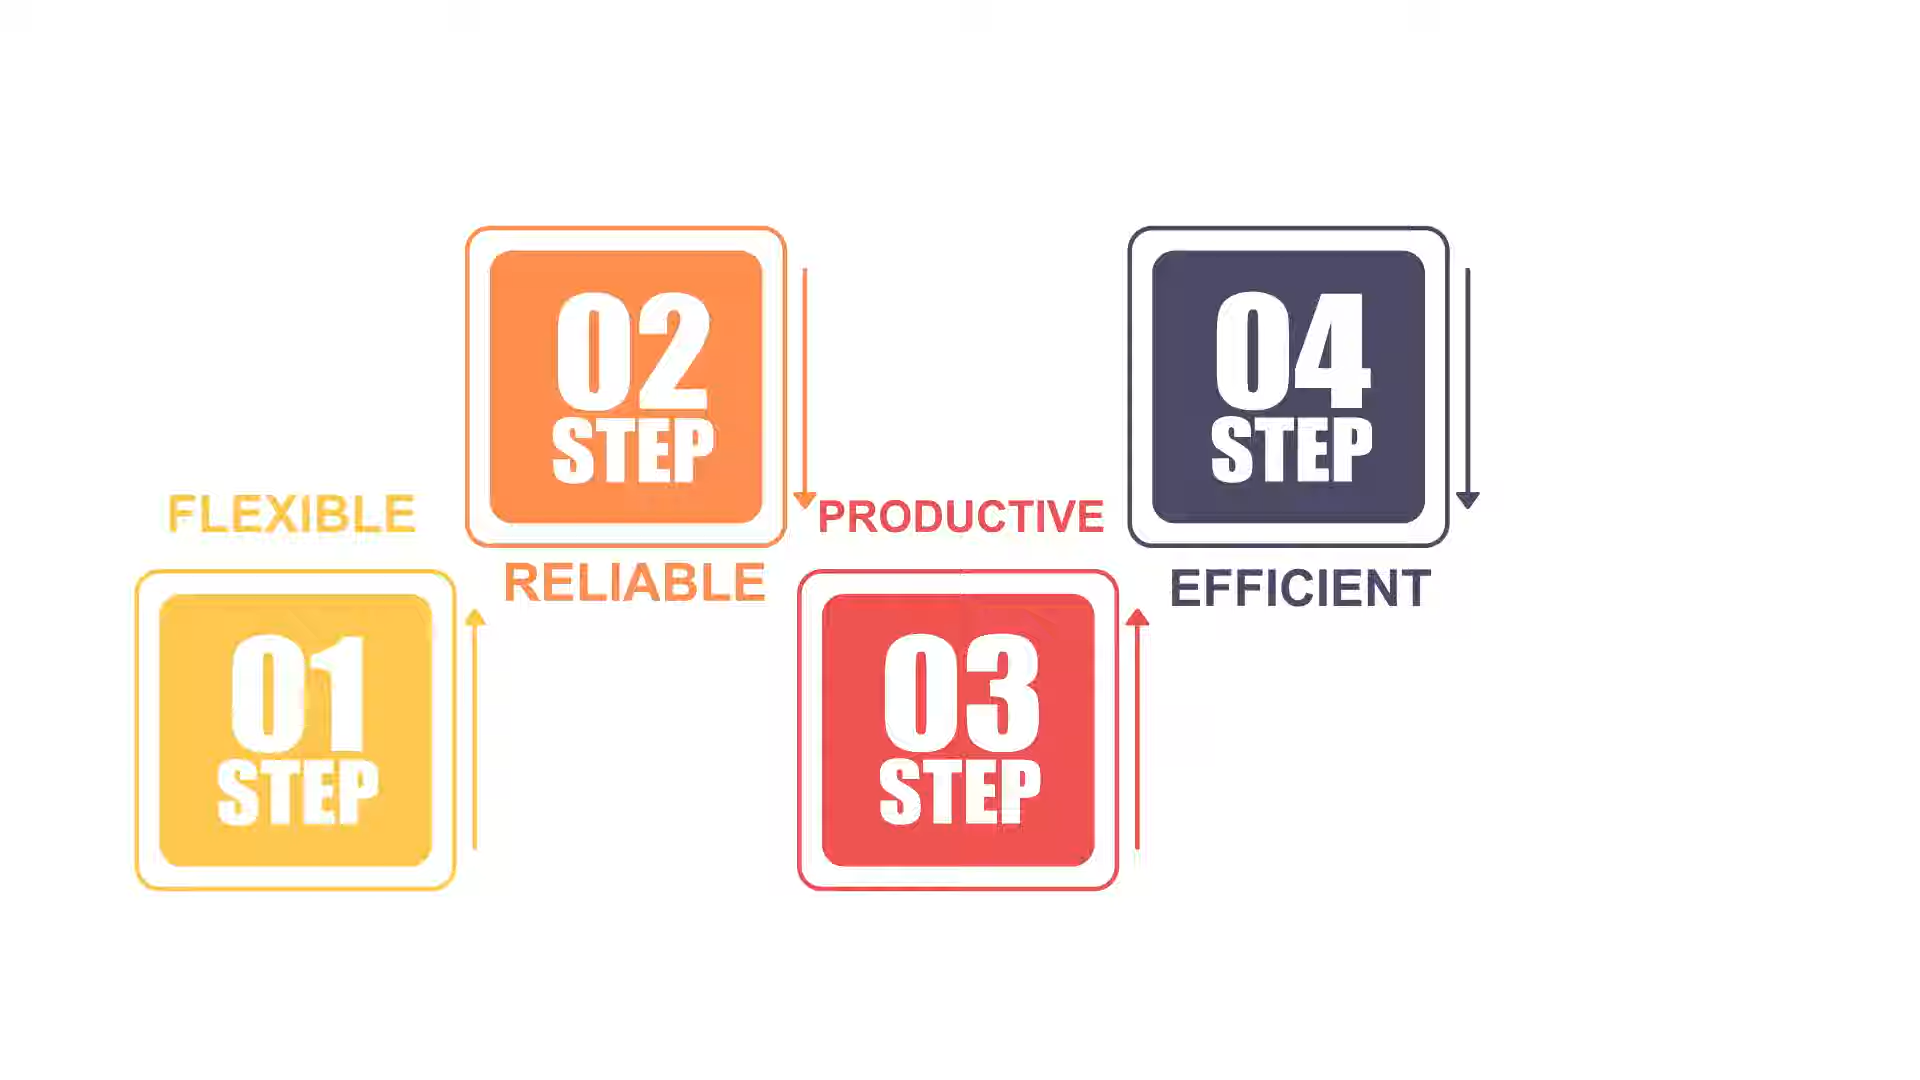 FLEXIBLE
01
STEP
02
STEP
RELIABLE
PRODUCTIVE
03
STEP
04
STEP
EFFICIENT